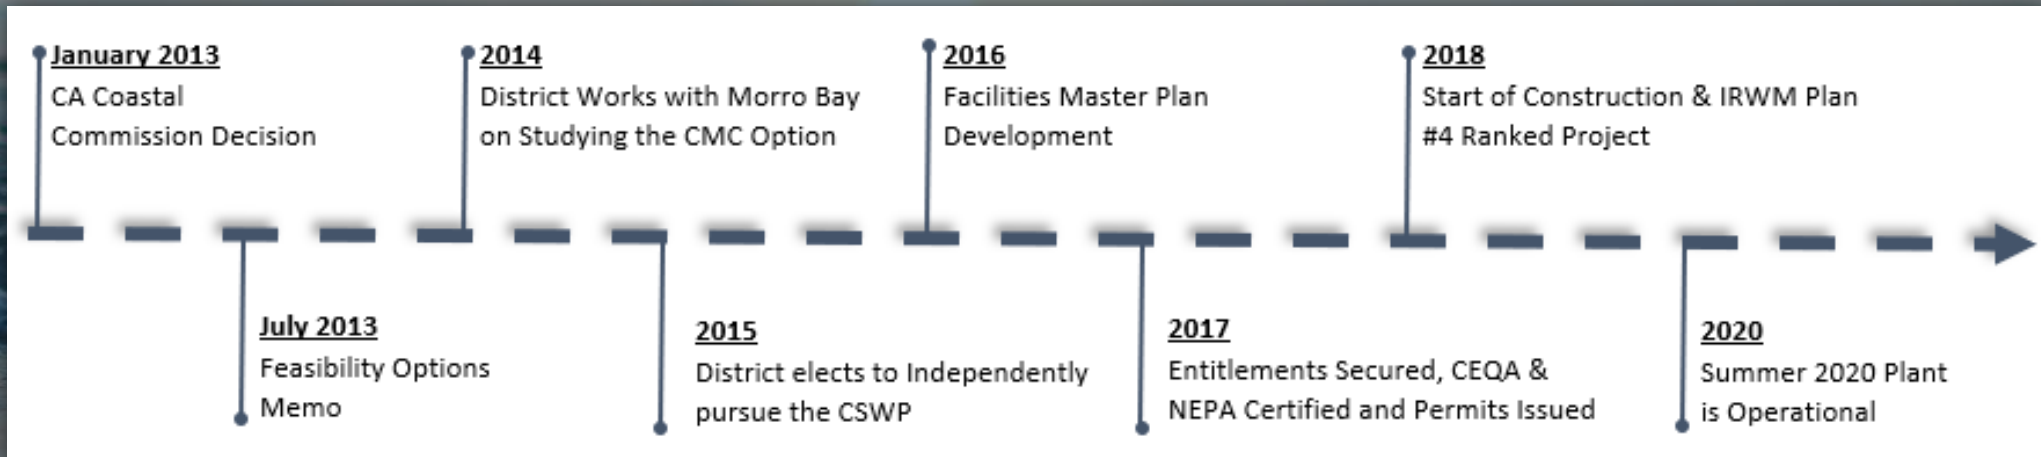 January 2013
CA Coastal
Commission Decision
July 2013
Feasibility Options
Memo
2014
District Works with Morro Bay
on Studying the CMC Option
2015
District elects to Independently
pursue the CSWP
2016
Facilities Master Plan
Development
2017
Entitlements Secured, CEQA &
NEPA Certified and Permits Issued
2018
Start of Construction & IRWM Plan
#4 Ranked Project
2020
Summer 2020 Plant
is Operational